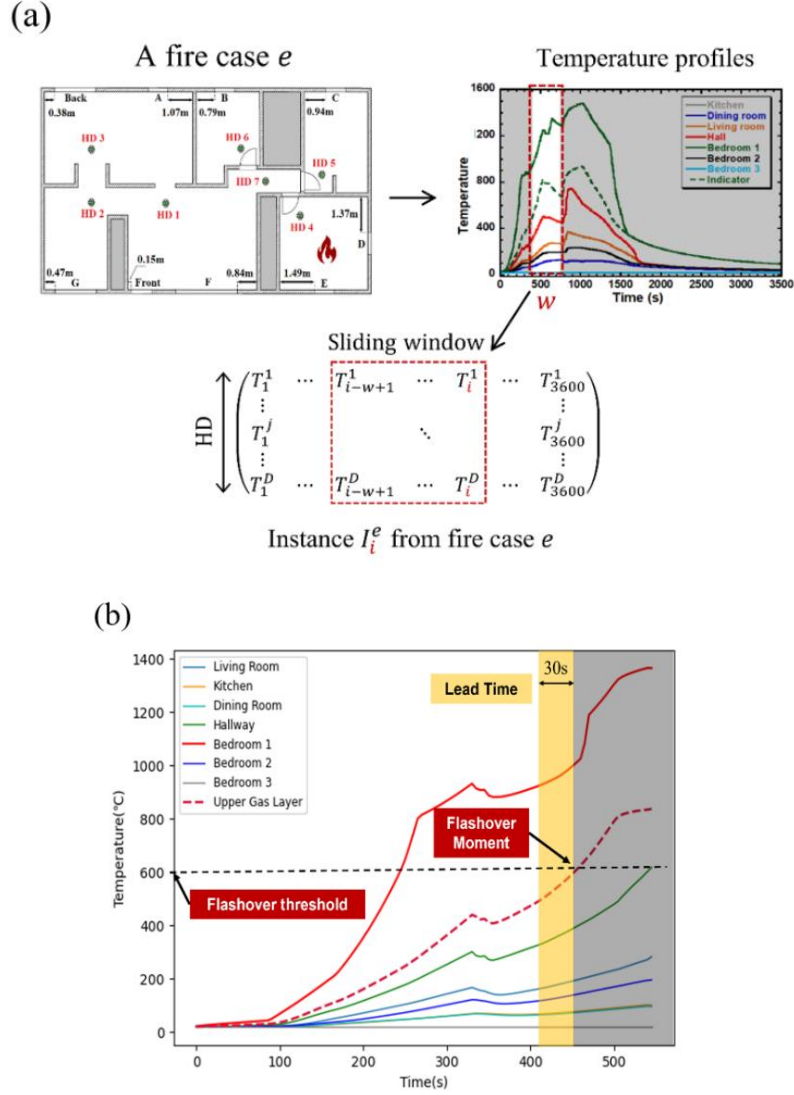 (a)
A fire case e
Temperature profiles
Back
A
B
C
0.38m
1.07m
0.79m
0.94m
HD 3
HD 6
HD 7
HD 5
HD 2
HD 1
HD 4
1.37m
D
0.15m
0.47m
0.84m
1.49m
G
Front
F
E
Temperature
1600
1200
800
400
0
Kitchen
Dining room
Living room
Hall
Bedroom 1
Bedroom 2
Bedroom 3
Indicator
0 500 1000 1500 2000 2500 3000 3500
w
Time (s)
Sliding window
HD
T_1^1 ⋯ T_{i-w+1}^1 ⋯ T_i^1 ⋯ T_{3600}^1
⋮ ⋮
T_1^j ⋱ T_{3600}^j
⋮ ⋮
T_1^D ⋯ T_{i-w+1}^D ⋯ T_i^D ⋯ T_{3600}^D
Instance I_i^e from fire case e
(b)
Temperature(°C)
1400
1200
1000
800
600
400
200
0
Living Room
Kitchen
Dining Room
Hallway
Bedroom 1
Bedroom 2
Bedroom 3
Upper Gas Layer
30s
Lead Time
Flashover
Moment
Flashover threshold
0 100 200 300 400 500
Time(s)